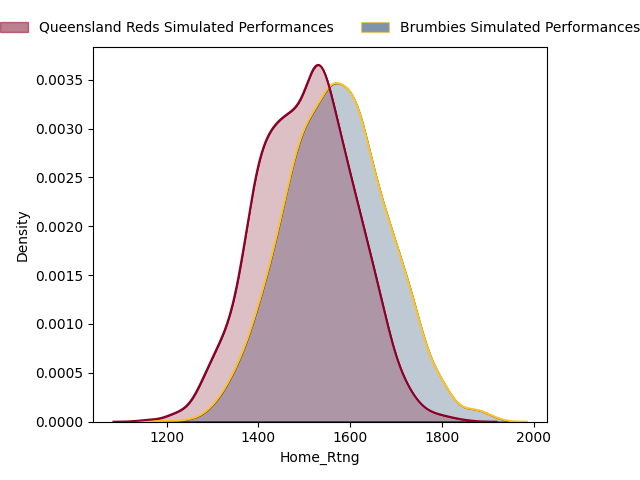 Queensland Reds Simulated Performances Brumbies Simulated Performances
0.0035
0.0030
0.0025
0.0020
0.0015
0.0010
0.0005
0.0000
Density
1200 1400 1600 1800 2000
Home_Rtng